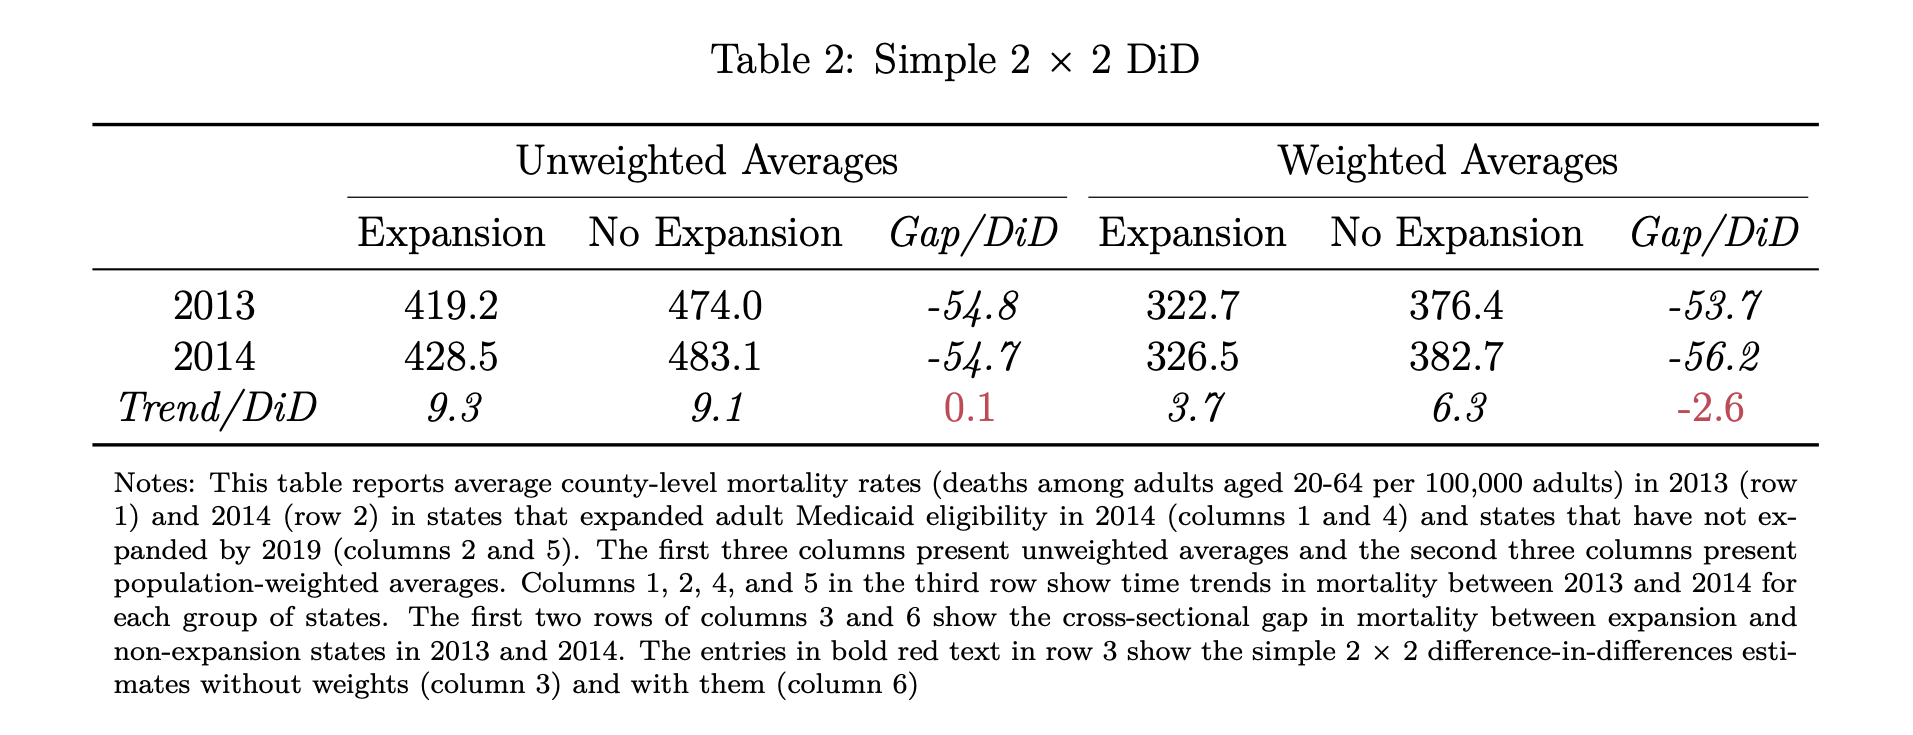 Table 2: Simple 2 × 2 DiD
Unweighted Averages Weighted Averages
Expansion No Expansion Gap/DiD Expansion No Expansion Gap/DiD
2013 419.2 474.0 -54.8 322.7 376.4 -53.7
2014 428.5 483.1 -54.7 326.5 382.7 -56.2
Trend/DiD 9.3 9.1 0.1 3.7 6.3 -2.6
Notes: This table reports average county-level mortality rates (deaths among adults aged 20-64 per 100,000 adults) in 2013 (row
1) and 2014 (row 2) in states that expanded adult Medicaid eligibility in 2014 (columns 1 and 4) and states that have not ex-
panded by 2019 (columns 2 and 5). The first three columns present unweighted averages and the second three columns present
population-weighted averages. Columns 1, 2, 4, and 5 in the third row show time trends in mortality between 2013 and 2014 for
each group of states. The first two rows of columns 3 and 6 show the cross-sectional gap in mortality between expansion and
non-expansion states in 2013 and 2014. The entries in bold red text in row 3 show the simple 2 × 2 difference-in-differences esti-
mates without weights (column 3) and with them (column 6)